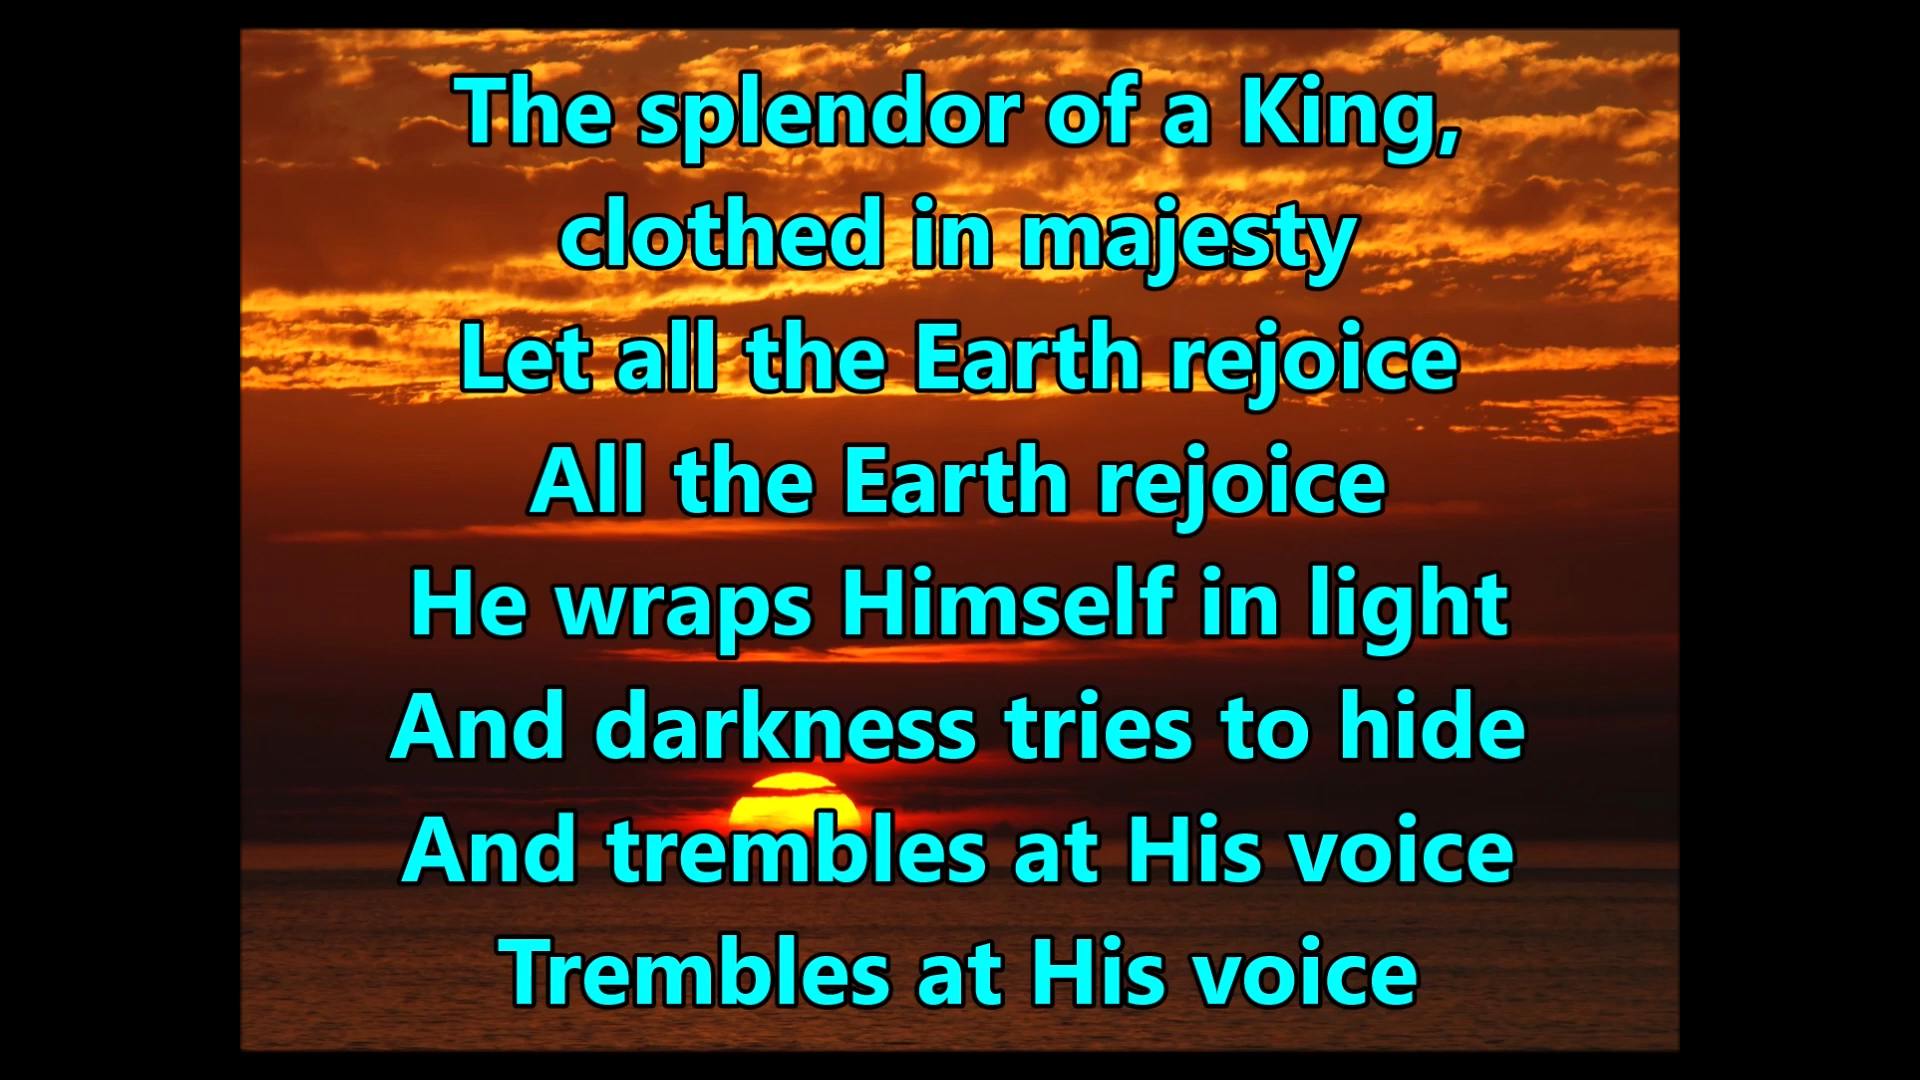 The splendor of a King,
clothed in majesty
Let all the Earth rejoice
All the Earth rejoice
He wraps Himself in light
And darkness tries to hide
And trembles at His voice
Trembles at His voice